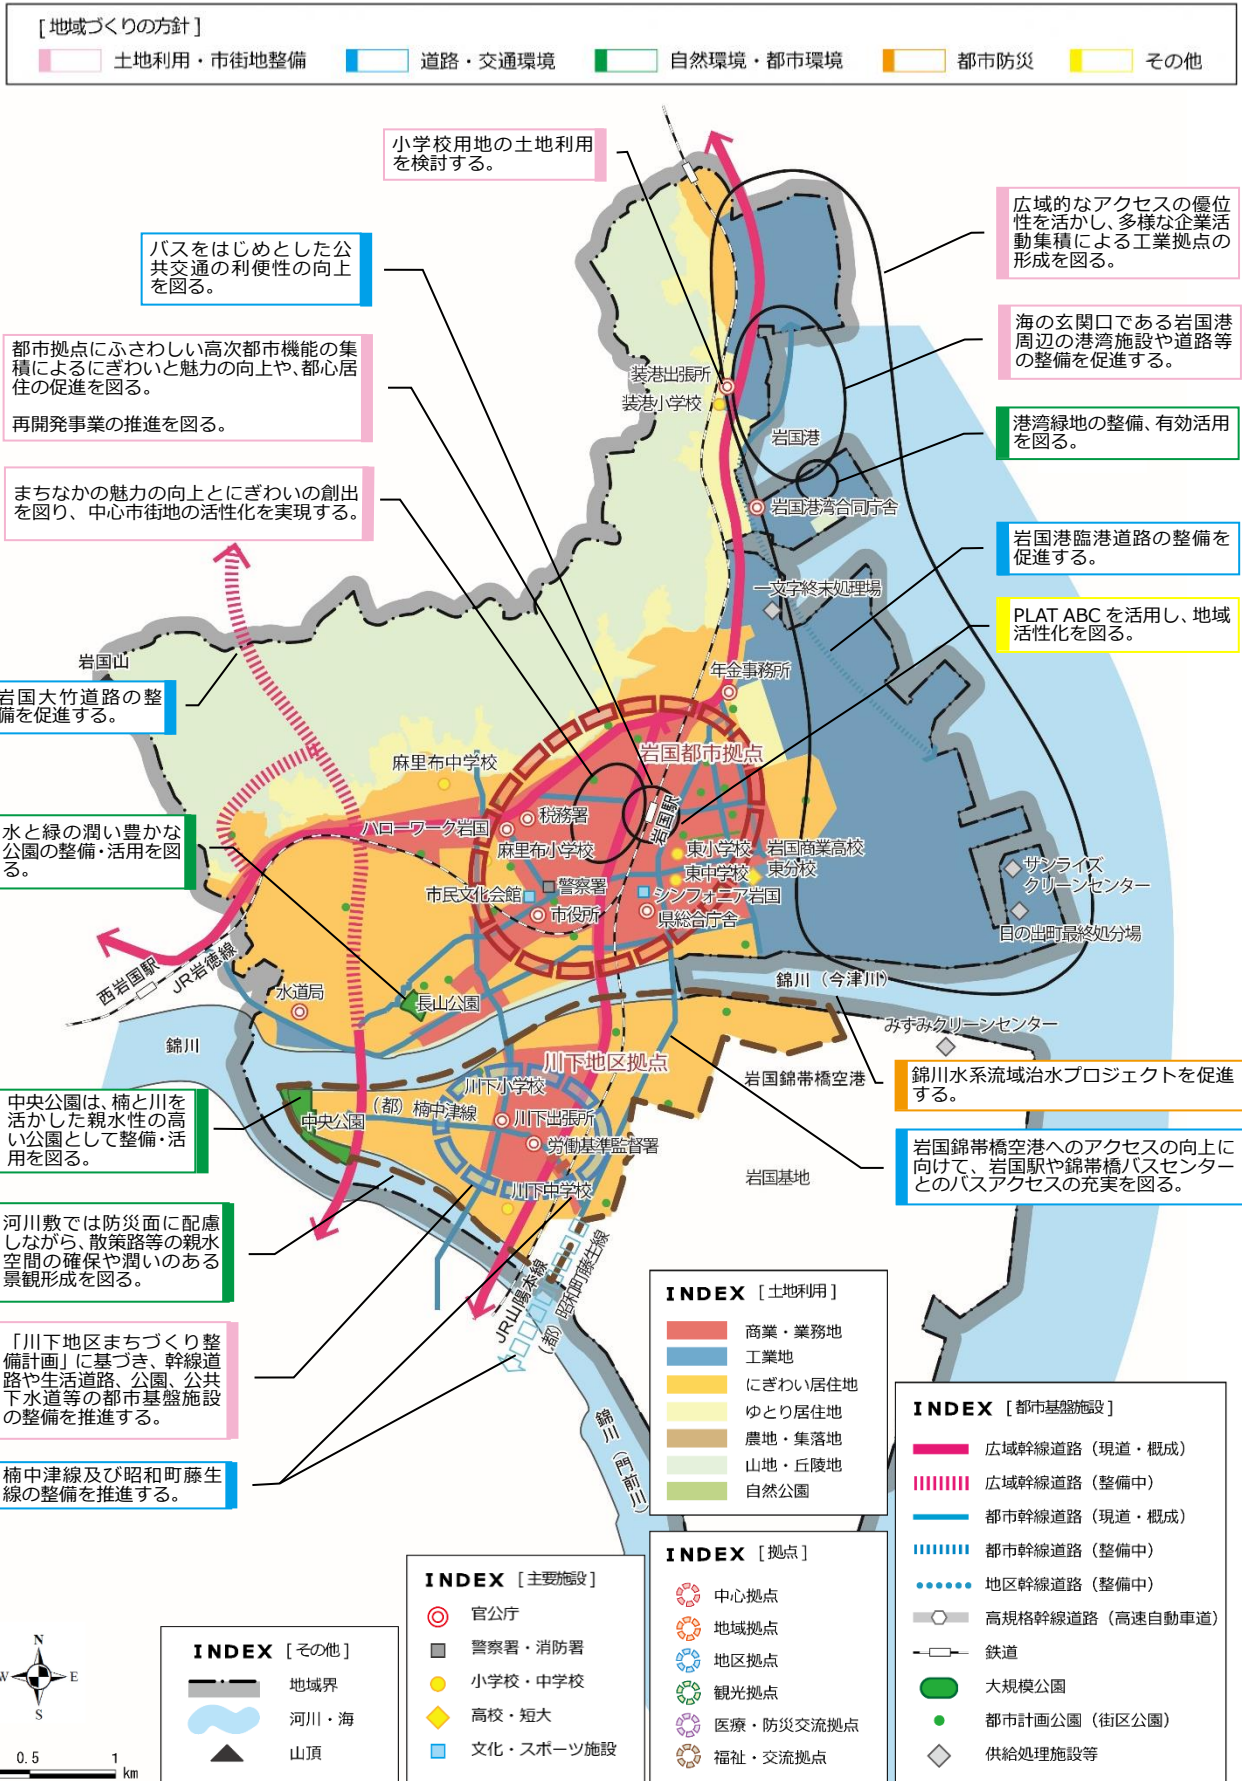 [地域づくりの方針]
土地利用・市街地整備
道路・交通環境
自然環境・都市環境
都市防災
その他
小学校用地の土地利用
を検討する。
広域的なアクセスの優位
性を活かし、多様な企業活
動集積による工業拠点の
形成を図る。
バスをはじめとした公
共交通の利便性の向上
を図る。
海の玄関口である岩国港
周辺の港湾施設や道路等
の整備を促進する。
都市拠点にふさわしい高次都市機能の集
積によるにぎわいと魅力の向上や、都心居
住の促進を図る。
再開発事業の推進を図る。
装港出張所
装港小学校
岩国港
港湾緑地の整備、有効活用
を図る。
まちなかの魅力の向上とにぎわいの創出
を図り、中心市街地の活性化を実現する。
岩国港湾合同庁舎
岩国港臨港道路の整備を
促進する。
一文字終末処理場
PLAT ABC を活用し、地域
活性化を図る。
岩国山
年金事務所
岩国大竹道路の整
備を促進する。
岩国都市拠点
麻里布中学校
岩国駅
税務署
ハローワーク岩国
麻里布小学校
水と緑の潤い豊かな
公園の整備・活用を図
る。
東小学校
岩国商業高校
東分校
東中学校
警察署
市民文化会館
シンフォニア岩国
市役所
県総合庁舎
サンライズ
クリーンセンター
日の出町最終処分場
西岩国駅
JR岩徳線
錦川(今津川)
水道局
長山公園
みすみクリーンセンター
錦川
川下地区拠点
岩国錦帯橋空港
錦川水系流域治水プロジェクトを促進
する。
川下小学校
中央公園は、楠と川を
活かした親水性の高
い公園として整備・活
用を図る。
(都)楠中津線
中央公園
川下出張所
労働基準監督署
岩国錦帯橋空港へのアクセスの向上に
向けて、岩国駅や錦帯橋バスセンター
とのバスアクセスの充実を図る。
岩国基地
川下中学校
河川敷では防災面に配慮
しながら、散策路等の親水
空間の確保や潤いのある
景観形成を図る。
JR山陽本線
(都)昭和町藤生線
「川下地区まちづくり整
備計画」に基づき、幹線道
路や生活道路、公園、公共
下水道等の都市基盤施設
の整備を推進する。
錦川(門前川)
楠中津線及び昭和町藤生
線の整備を推進する。
INDEX [土地利用]
商業・業務地
工業地
にぎわい居住地
ゆとり居住地
農地・集落地
山地・丘陵地
自然公園
INDEX [都市基盤施設]
広域幹線道路(現道・概成)
広域幹線道路(整備中)
都市幹線道路(現道・概成)
都市幹線道路(整備中)
地区幹線道路(整備中)
高規格幹線道路(高速自動車道)
鉄道
大規模公園
都市計画公園(街区公園)
供給処理施設等
INDEX [拠点]
中心拠点
地域拠点
地区拠点
観光拠点
医療・防災交流拠点
福祉・交流拠点
INDEX [主要施設]
官公庁
警察署・消防署
小学校・中学校
高校・短大
文化・スポーツ施設
INDEX [その他]
地域界
河川・海
山頂
N
W
E
S
0.5
1
km